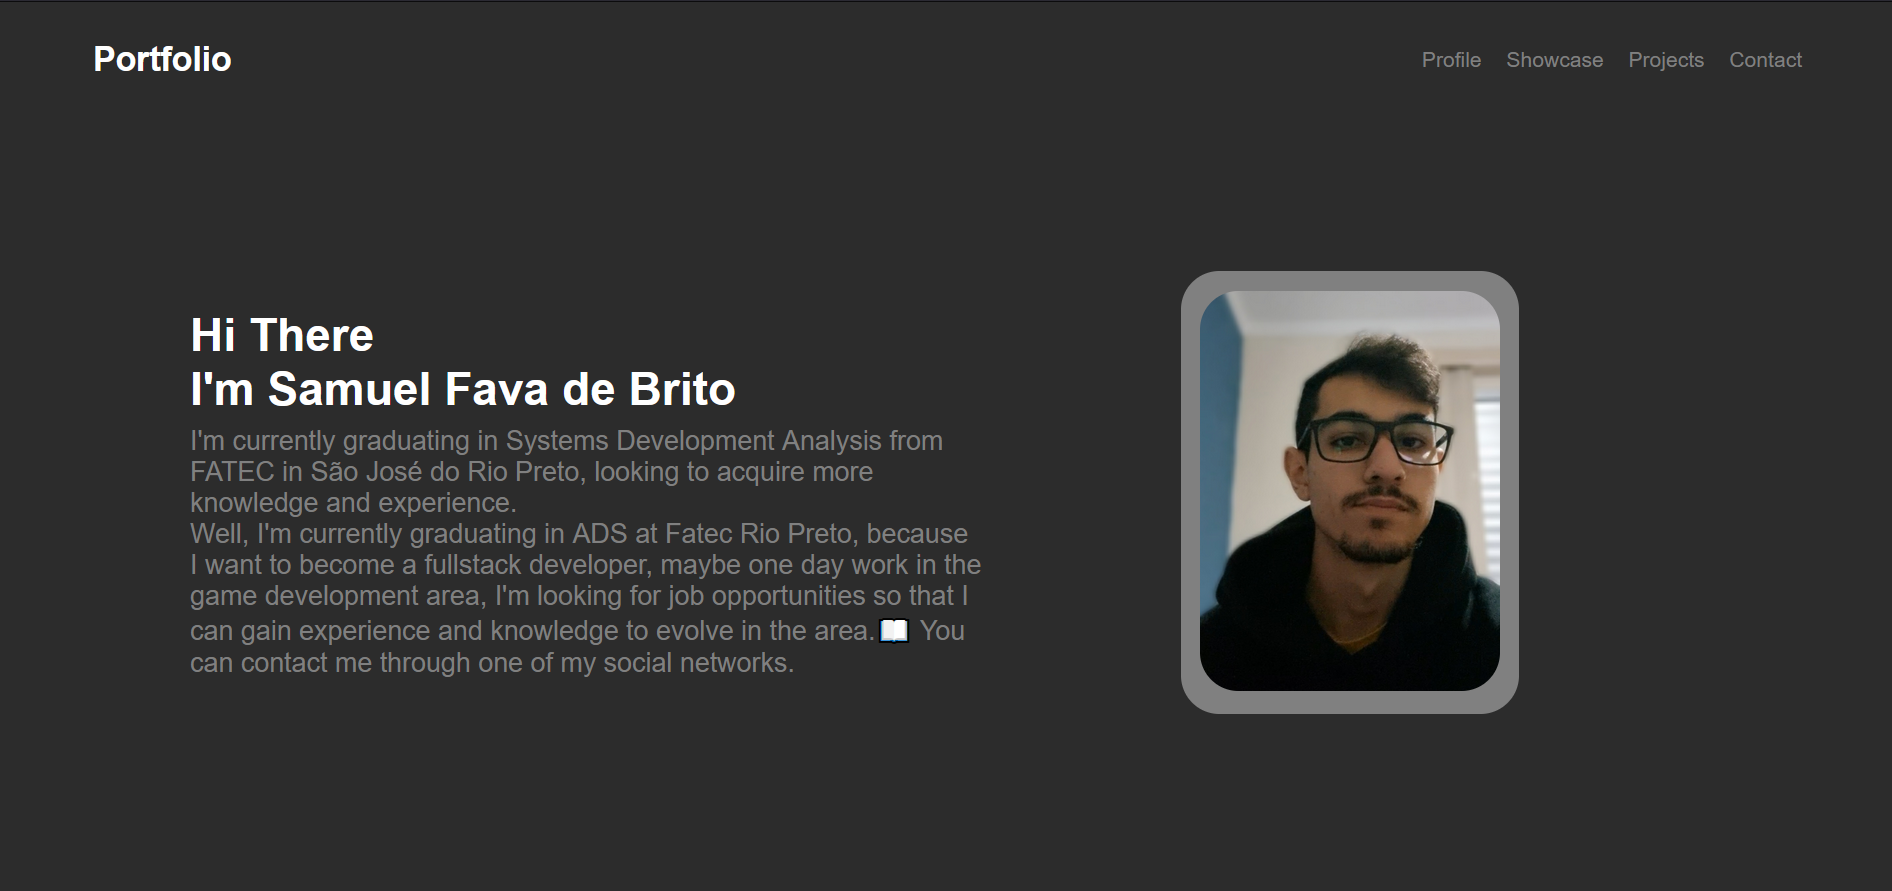 Portfolio
Profile Showcase Projects Contact
Hi There
I'm Samuel Fava de Brito
I'm currently graduating in Systems Development Analysis from
FATEC in São José do Rio Preto, looking to acquire more
knowledge and experience.
Well, I'm currently graduating in ADS at Fatec Rio Preto, because
I want to become a fullstack developer, maybe one day work in the
game development area, I'm looking for job opportunities so that I
can gain experience and knowledge to evolve in the area.📖 You
can contact me through one of my social networks.